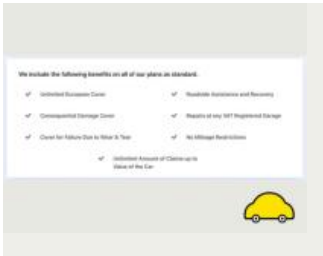 We include the following benefits on all of our plans as standard.
Unlimited European Cover
Roadside Assistance and Recovery
Consequential Damage Cover
Repairs at any VAT Registered Garage
Cover for Failure Due to Wear & Tear
No Mileage Restrictions
Unlimited Amount of Claims up to
Value of the Car